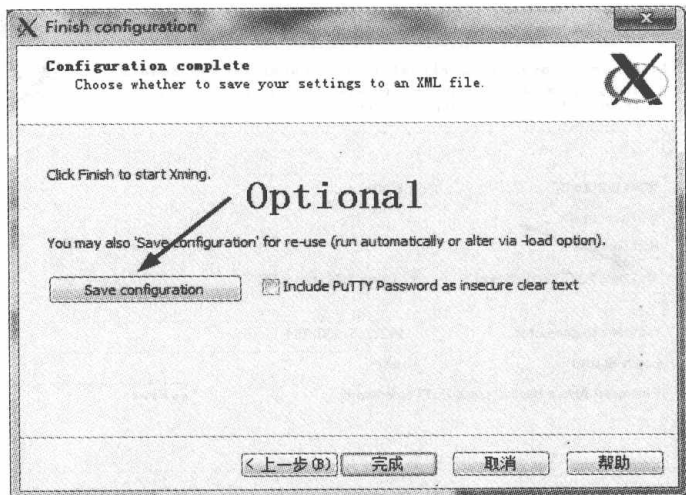 Finish configuration
Configuration complete
Choose whether to save your settings to an XML file.
Click Finish to start Xming.
Optional
You may also 'Save configuration' for re-use (run automatically or alter via -load option).
Save configuration
Include PuTTY Password as insecure clear text
< 上一步(B)
完成
取消
帮助